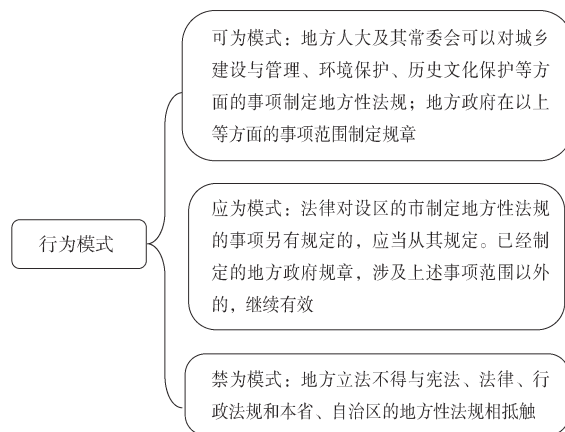 可为模式：地方人大及其常委会可以对城乡
建设与管理、环境保护、历史文化保护等方
面的事项制定地方性法规；地方政府在以上
等方面的事项范围制定规章
行为模式
应为模式：法律对设区的市制定地方性法规
的事项另有规定的，应当从其规定。已经制
定的地方政府规章，涉及上述事项范围以外
的，继续有效
禁为模式：地方立法不得与宪法、法律、行
政法规和本省、自治区的地方性法规相抵触